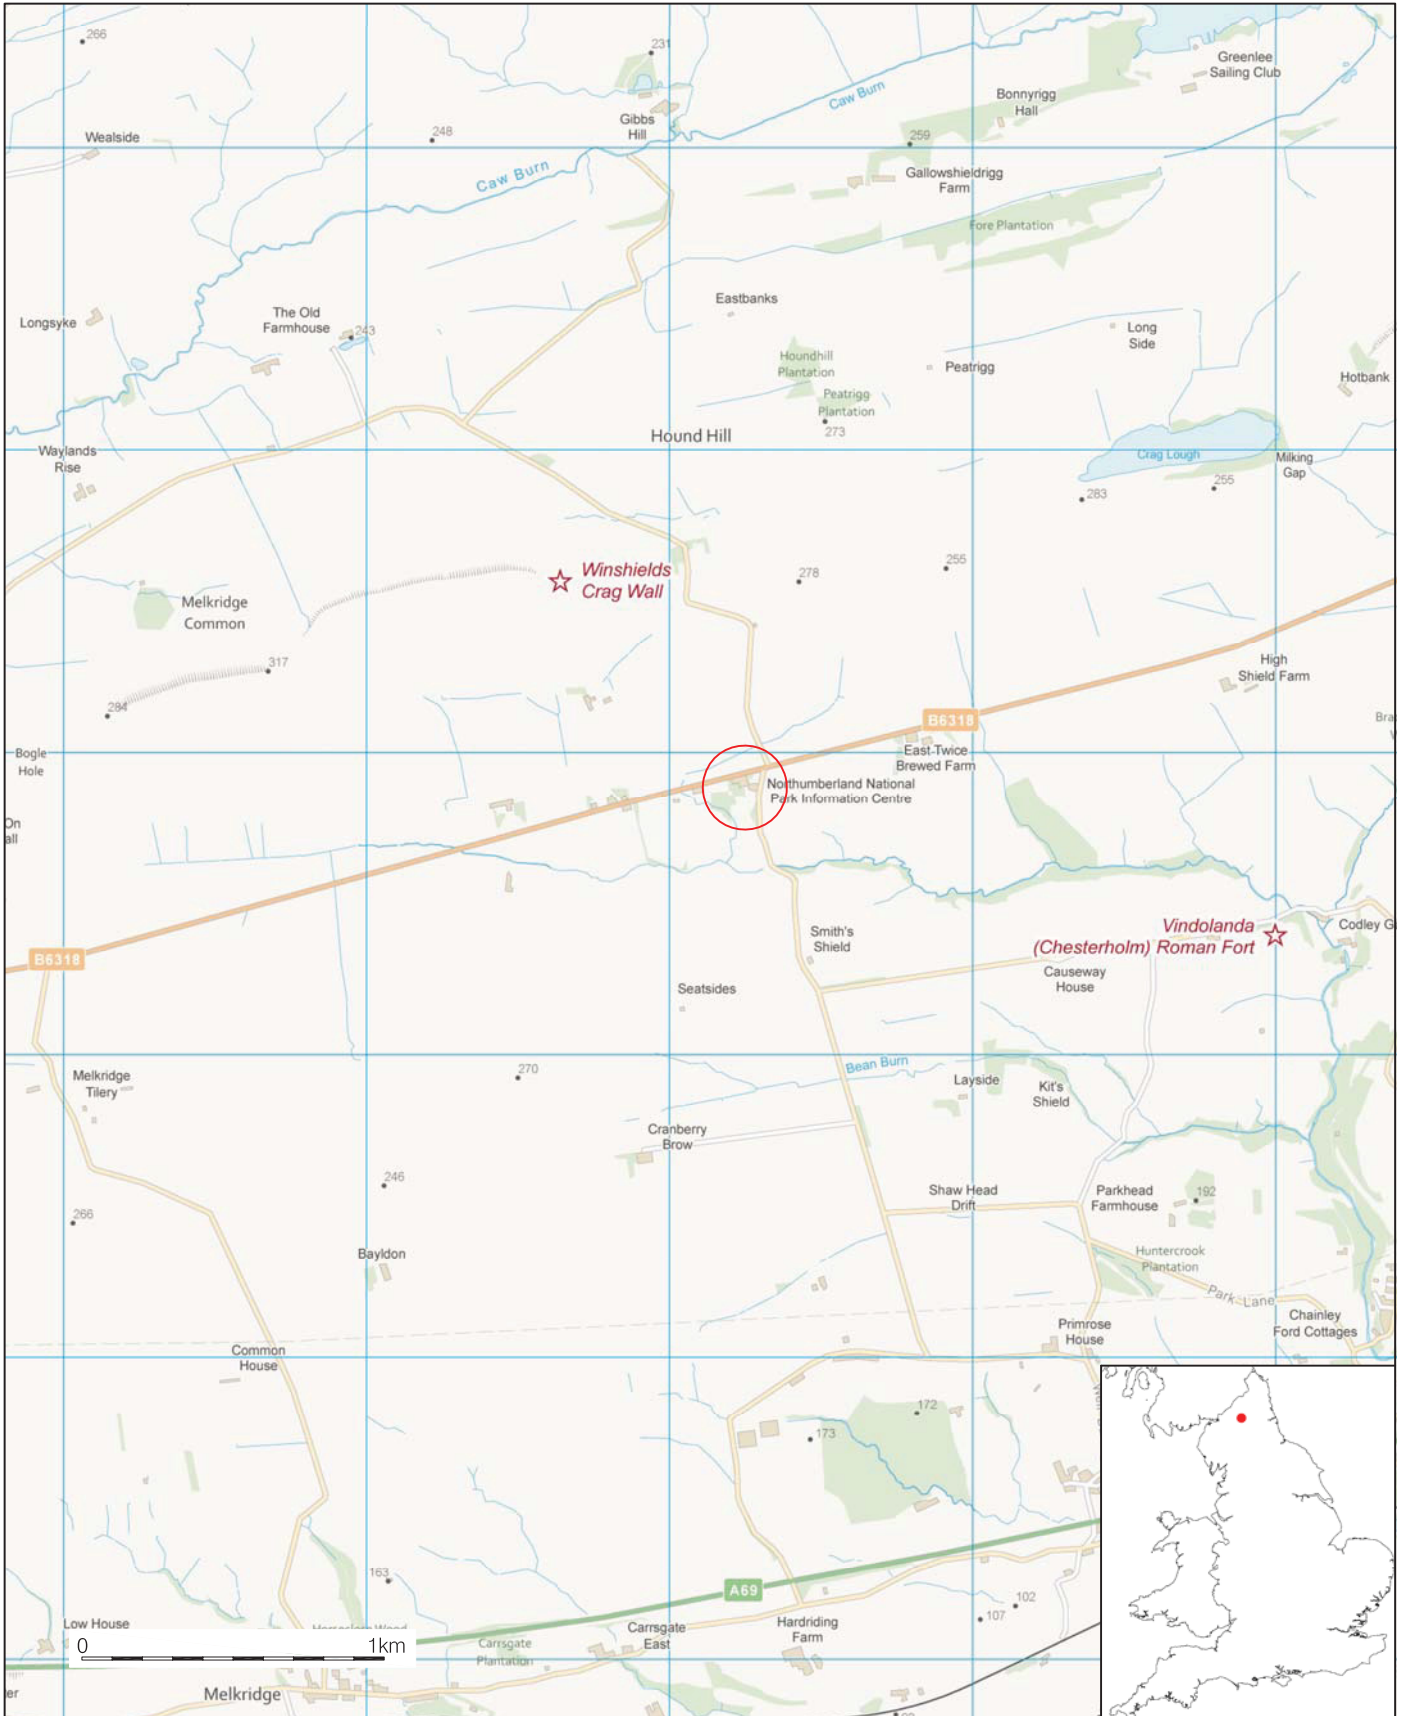 266
231
Greenlee
Sailing Club
Caw Burn
Bonnyrigg
Hall
Gibbs
Hill
Wealside
248
259
Caw Burn
Gallowshieldrigg
Farm
Fore Plantation
Eastbanks
The Old
Farmhouse
243
Longsyke
Long
Side
Houndhill
Plantation
Peatrigg
Hotbank
Peatrigg
Plantation
273
Hound Hill
Waylands
Rise
Crag Lough
Milking
Gap
283
255
Winshields
Crag Wall
278
255
Melkridge
Common
317
284
High
Shield Farm
B6318
Bra
Bogle
Hole
East Twice
Brewed Farm
Northumberland National
Park Information Centre
On
all
Smith's
Shield
Vindolanda
(Chesterholm) Roman Fort
Codley G
B6318
Causeway
House
Seatsides
Bean Burn
270
Melkridge
Tilery
Layside
Kit's
Shield
Cranberry
Brow
246
Shaw Head
Drift
Parkhead
Farmhouse
192
266
Bayldon
Huntercrook
Plantation
Park Lane
Chainley
Ford Cottages
Primrose
House
Common
House
172
173
163
A69
102
107
Low House
Carrsgate
East
Hardriding
Farm
0 1km
Carrsgate
Plantation
er
Melkridge